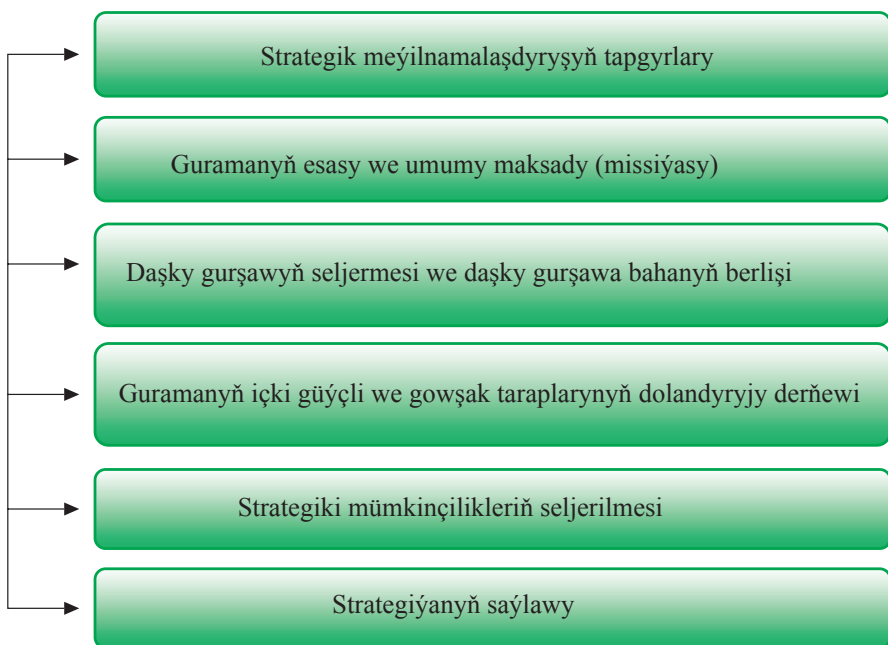 Strategik meýilnamalaşdyryşyň tapgyrlary
Guramanyň esasy we umumy maksady (missiýasy)
Daşky gurşawyň seljermesi we daşky gurşawa bahanyň berlişi
Guramanyň içki güýçli we gowşak taraplarynyň dolandyryjy derňewi
Strategiki mümkinçilikleriň seljerilmesi
Strategiýanyň saýlawy